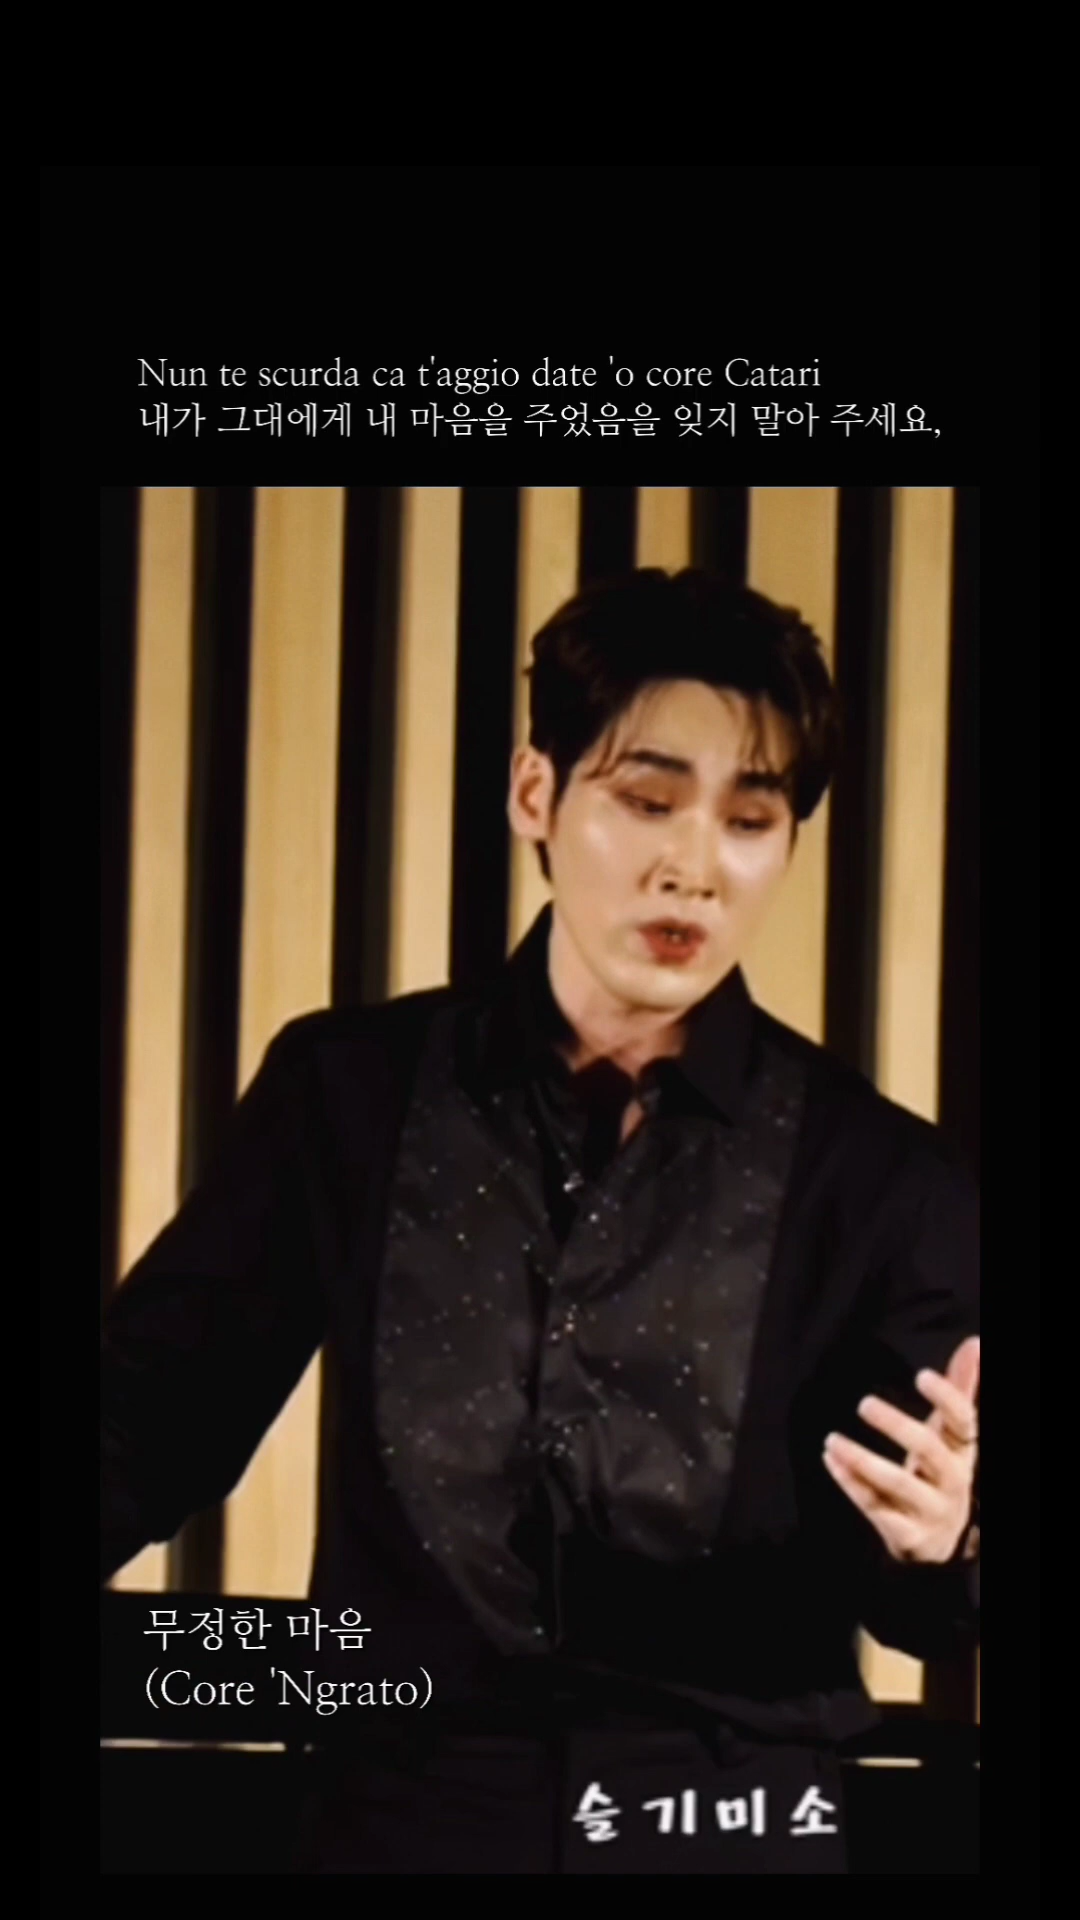 Nun te scurda ca t'aggio date 'o core Catari
내가 그대에게 내 마음을 주었음을 잊지 말아 주세요,
무정한 마음
(Core 'Ngrato)
슬기미소